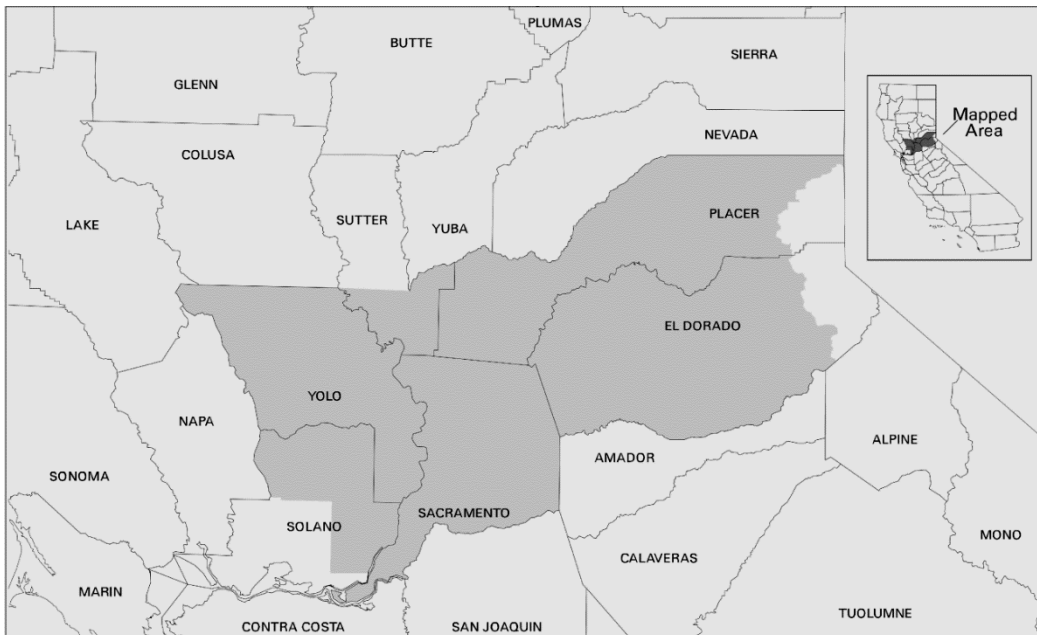 PLUMAS
BUTTE
SIERRA
GLENN
Mapped
Area
NEVADA
COLUSA
PLACER
LAKE
SUTTER
YUBA
EL DORADO
YOLO
NAPA
ALPINE
AMADOR
SONOMA
SACRAMENTO
SOLANO
MONO
CALAVERAS
MARIN
TUOLUMNE
CONTRA COSTA
SAN JOAQUIN